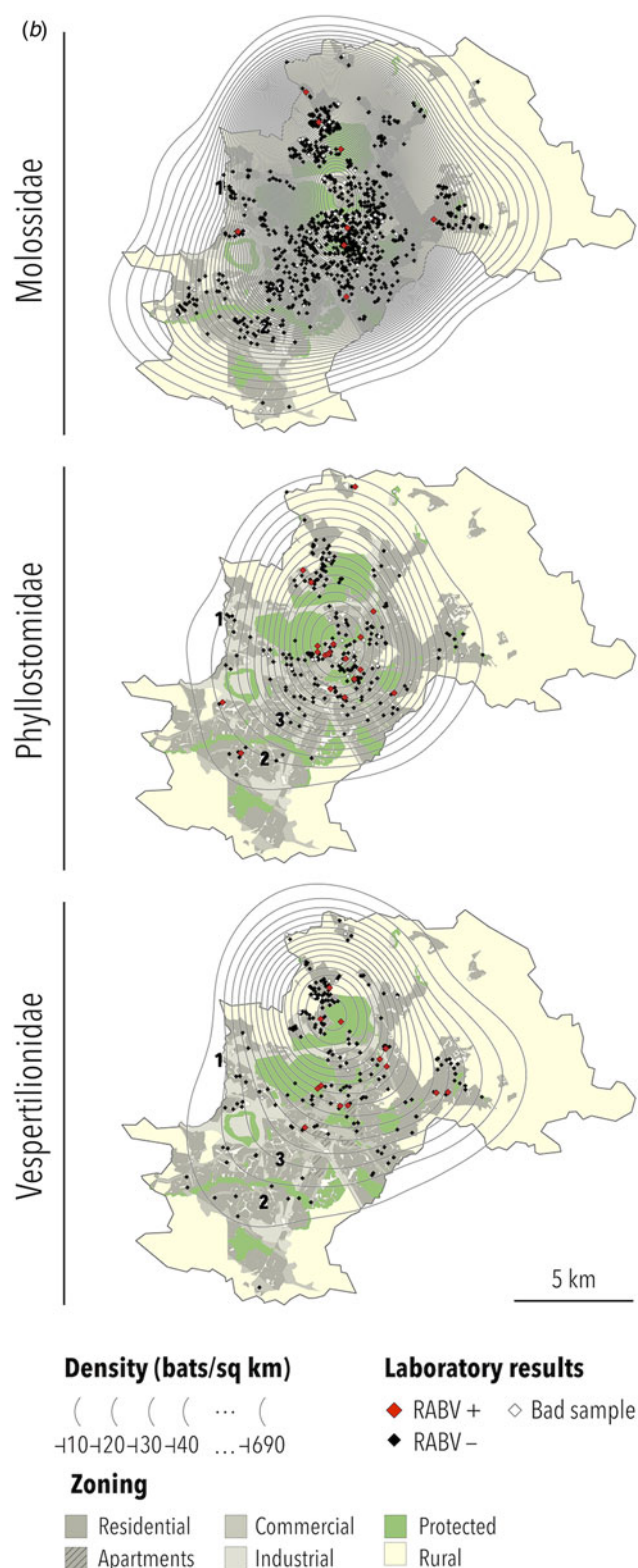 (b)
Molossidae
1
3
2
Phyllostomidae
1
3
2
Vespertilionidae
1
3
2
5 km
Density (bats/sq km)
Laboratory results
... RABV + Bad sample
⊣10⊣20⊣30⊣40 ...⊣690 RABV –
Zoning
Residential Commercial Protected
Apartments Industrial Rural